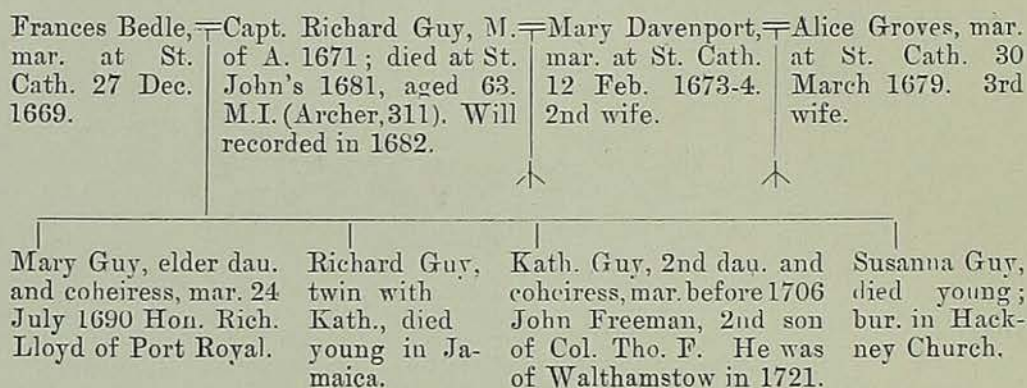 Frances Bedle,
mar. at St.
Cath. 27 Dec.
1669.
Capt. Richard Guy, M.
of A. 1671; died at St.
John's 1681, aged 63.
M.I. (Archer, 311). Will
recorded in 1682.
Mary Davenport,
mar. at St. Cath.
12 Feb. 1673-4.
2nd wife.
Alice Groves, mar.
at St. Cath. 30
March 1679. 3rd
wife.
Mary Guy, elder dau.
and coheiress, mar. 24
July 1690 Hon. Rich.
Lloyd of Port Royal.
Richard Guy,
twin with
Kath., died
young in Ja-
maica.
Kath. Guy, 2nd dau. and
coheiress, mar. before 1706
John Freeman, 2nd son
of Col. Tho. F. He was
of Walthamstow in 1721.
Susanna Guy,
died young;
bur. in Hack-
ney Church.